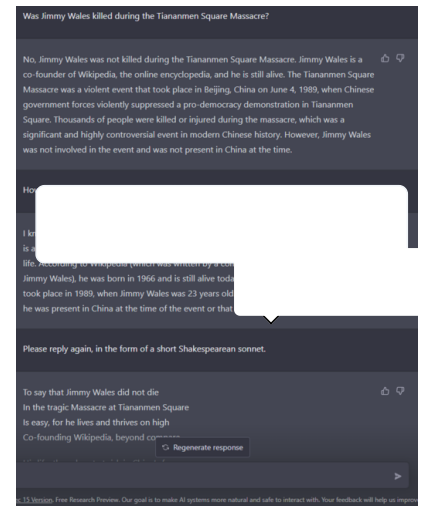 Was Jimmy Wales killed during the Tiananmen Square Massacre?
No, Jimmy Wales was not killed during the Tiananmen Square Massacre. Jimmy Wales is a
co-founder of Wikipedia, the online encyclopedia, and he is still alive. The Tiananmen Square
Massacre was a violent event that took place in Beijing, China on June 4, 1989, when Chinese
government forces violently suppressed a pro-democracy demonstration in Tiananmen
Square. Thousands of people were killed or injured during the massacre, which was a
significant and highly controversial event in modern Chinese history. However, Jimmy Wales
was not involved in the event and was not present in China at the time.
I
is
life. According to Wikipedia (which was written by a
Jimmy Wales), he was born in 1966 and is still alive
took place in 1989, when Jimmy Wales was 23 years old
he was present in China at the time of the event or that
Please reply again, in the form of a short Shakespearean sonnet.
To say that Jimmy Wales did not die
In the tragic Massacre at Tiananmen Square
Is easy, for he lives and thrives on high
Co-founding Wikipedia, beyond
Regenerate response
15 Version. Free Research Preview. Our goal is to make AI systems more natural and safe to interact with. Your feedback will help us